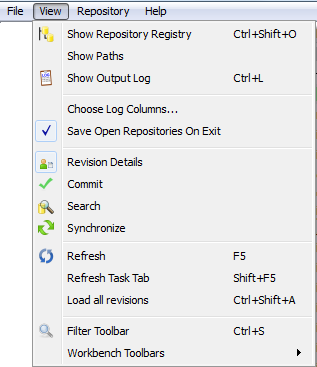 File View Repository Help
Show Repository Registry Ctrl+Shift+O
Show Paths
Show Output Log Ctrl+L
Choose Log Columns...
Save Open Repositories On Exit
Revision Details
Commit
Search
Synchronize
Refresh F5
Refresh Task Tab Shift+F5
Load all revisions Ctrl+Shift+A
Filter Toolbar Ctrl+S
Workbench Toolbars